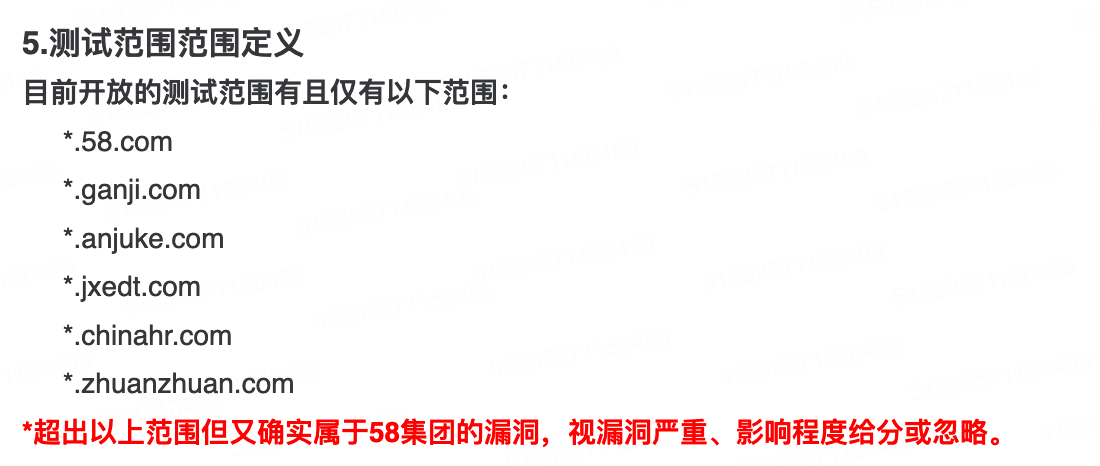 5.测试范围范围定义
目前开放的测试范围有且仅有以下范围：
*.58.com
*.ganji.com
*.anjuke.com
*.jxedt.com
*.chinahr.com
*.zhuanzhuan.com
*超出以上范围但又确实属于58集团的漏洞，视漏洞严重、影响程度给分或忽略。